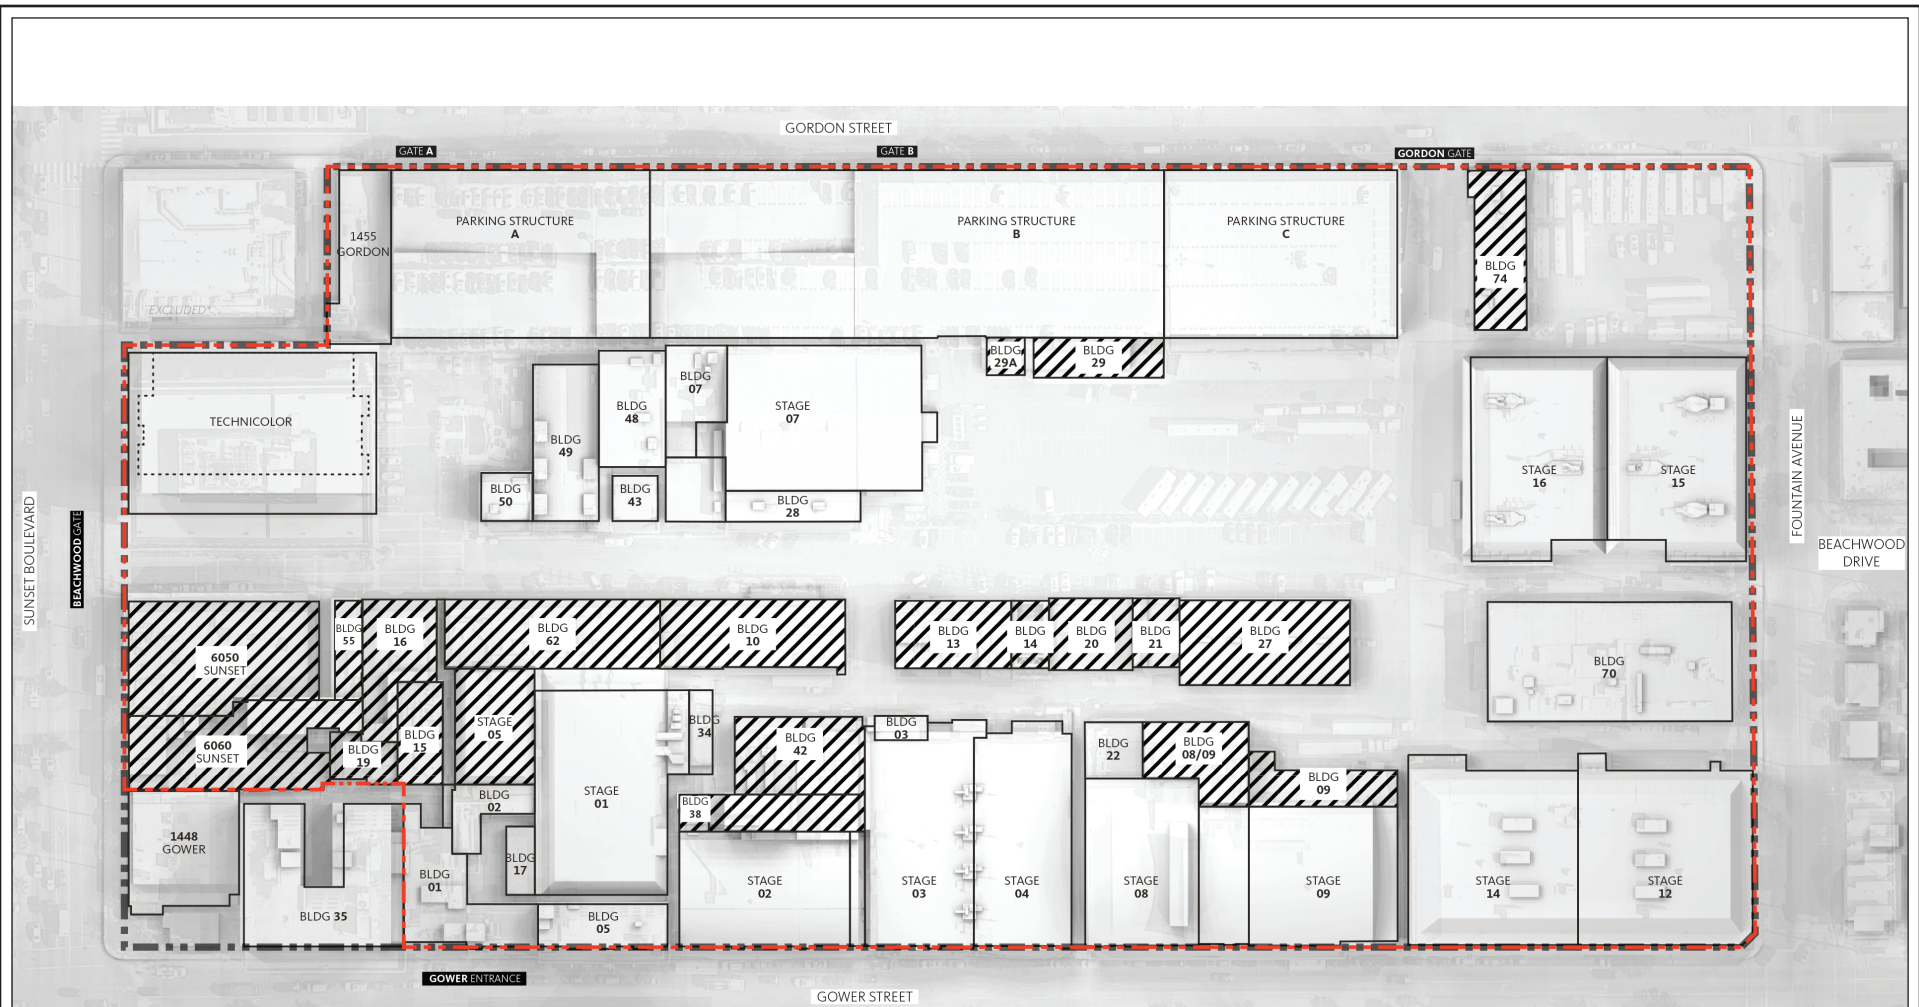 GORDON STREET
GATE A
GATE B
GORDON GATE
PARKING STRUCTURE
A
PARKING STRUCTURE
B
PARKING STRUCTURE
C
1455
GORDON
BLDG
74
EXCLUDED*
BLDG
29A
BLDG
29
BLDG
07
BLDG
48
STAGE
07
TECHNICOLOR
BLDG
49
BLDG
50
BLDG
43
BLDG
28
STAGE
16
STAGE
15
SUNSET BOULEVARD
BEACHWOOD GATE
FOUNTAIN AVENUE
BEACHWOOD
DRIVE
6050
SUNSET
BLDG
55
BLDG
16
BLDG
62
BLDG
10
BLDG
13
BLDG
14
BLDG
20
BLDG
21
BLDG
27
BLDG
70
6060
SUNSET
BLDG
19
BLDG
15
STAGE
05
BLDG
34
BLDG
42
BLDG
03
BLDG
22
BLDG
08/09
BLDG
09
BLDG
02
STAGE
01
BLDG
38
1448
GOWER
BLDG
17
BLDG
01
BLDG 35
BLDG
05
STAGE
02
STAGE
03
STAGE
04
STAGE
08
STAGE
09
STAGE
14
STAGE
12
GOWER ENTRANCE
GOWER STREET